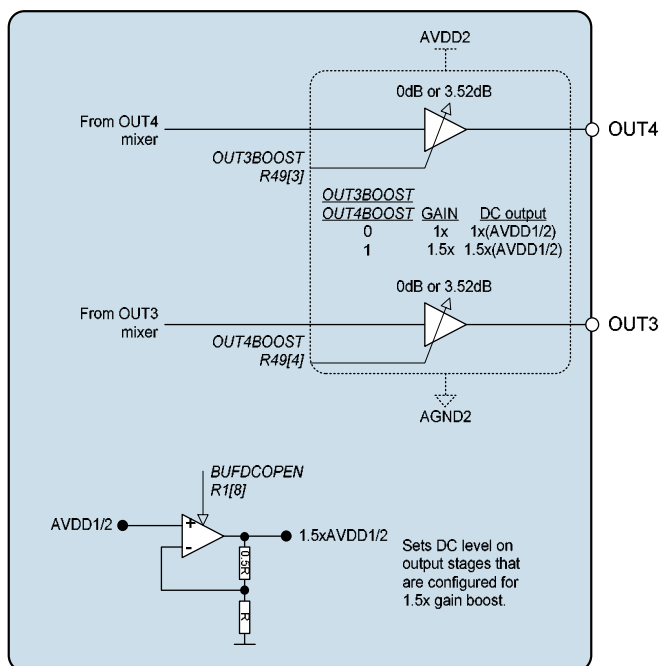 AVDD2
0dB or 3.52dB
From OUT4
mixer
OUT4
OUT3BOOST
R49[3]
OUT3BOOST
OUT4BOOST GAIN DC output
0 1x 1x(AVDD1/2)
1 1.5x 1.5x(AVDD1/2)
0dB or 3.52dB
From OUT3
mixer
OUT3
OUT4BOOST
R49[4]
AGND2
BUFDCOPEN
R1[8]
AVDD1/2
+
-
1.5xAVDD1/2
0.5R
R
Sets DC level on
output stages that
are configured for
1.5x gain boost.